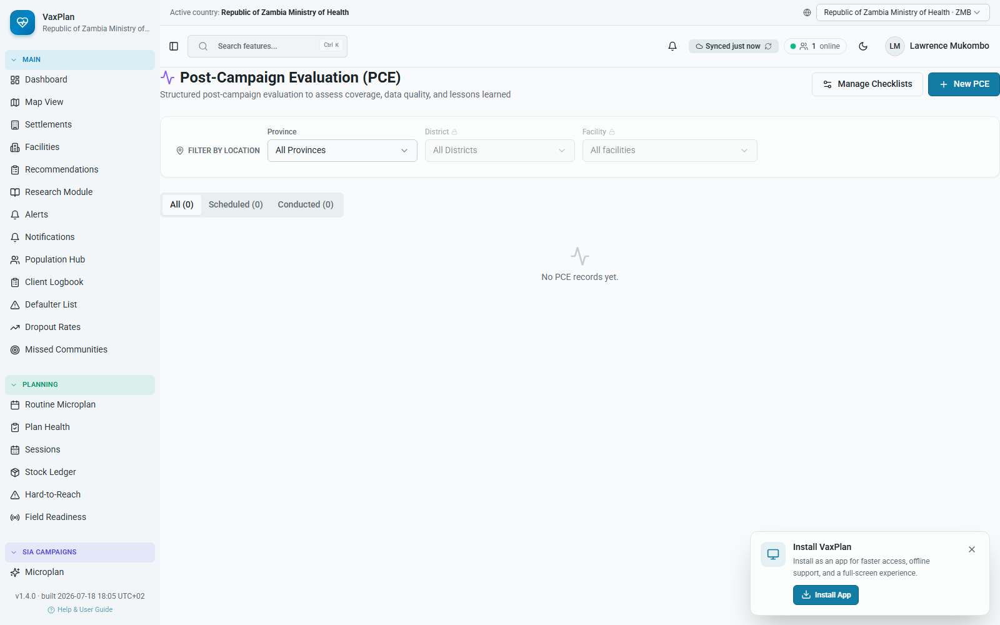 VaxPlan
Republic of Zambia Ministry of...
MAIN
Dashboard
Map View
Settlements
Facilities
Recommendations
Research Module
Alerts
Notifications
Population Hub
Client Logbook
Defaulter List
Dropout Rates
Missed Communities
PLANNING
Routine Microplan
Plan Health
Sessions
Stock Ledger
Hard-to-Reach
Field Readiness
SIA CAMPAIGNS
Microplan
v1.4.0 · built 2026-07-18 18:05 UTC+02
Help & User Guide
Active country: Republic of Zambia Ministry of Health
Republic of Zambia Ministry of Health · ZMB
Search features...
Ctrl K
Synced just now
1 online
LM
Lawrence Mukombo
Post-Campaign Evaluation (PCE)
Structured post-campaign evaluation to assess coverage, data quality, and lessons learned
Manage Checklists
New PCE
FILTER BY LOCATION
Province
All Provinces
District
All Districts
Facility
All facilities
All (0)
Scheduled (0)
Conducted (0)
No PCE records yet.
Install VaxPlan
Install as an app for faster access, offline
support, and a full-screen experience.
Install App